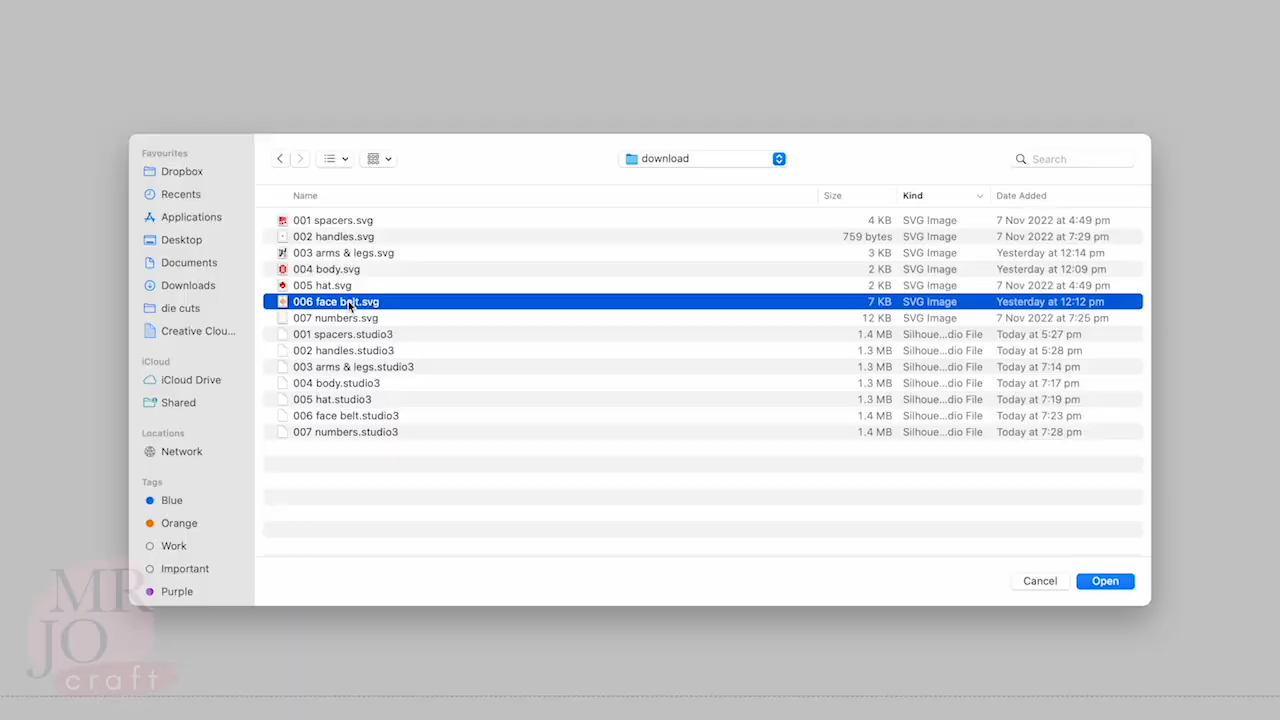 Favourites
Dropbox
Recents
Applications
Desktop
Documents
Downloads
die cuts
Creative Clou...
iCloud
iCloud Drive
Shared
Locations
Network
Tags
Blue
Orange
Work
Important
Purple
download
Search
Name Size Kind Date Added
001 spacers.svg 4 KB SVG Image 7 Nov 2022 at 4:49 pm
002 handles.svg 759 bytes SVG Image 7 Nov 2022 at 7:29 pm
003 arms & legs.svg 3 KB SVG Image Yesterday at 12:14 pm
004 body.svg 2 KB SVG Image Yesterday at 12:09 pm
005 hat.svg 2 KB SVG Image 7 Nov 2022 at 4:49 pm
006 face belt.svg 7 KB SVG Image Yesterday at 12:12 pm
007 numbers.svg 12 KB SVG Image 7 Nov 2022 at 7:25 pm
001 spacers.studio3 1.4 MB Silhoue...dio File Today at 5:27 pm
002 handles.studio3 1.3 MB Silhoue...dio File Today at 5:28 pm
003 arms & legs.studio3 1.3 MB Silhoue...dio File Today at 7:14 pm
004 body.studio3 1.3 MB Silhoue...dio File Today at 7:17 pm
005 hat.studio3 1.3 MB Silhoue...dio File Today at 7:19 pm
006 face belt.studio3 1.4 MB Silhoue...dio File Today at 7:23 pm
007 numbers.studio3 1.4 MB Silhoue...dio File Today at 7:28 pm
Cancel Open
MR
JO
craft